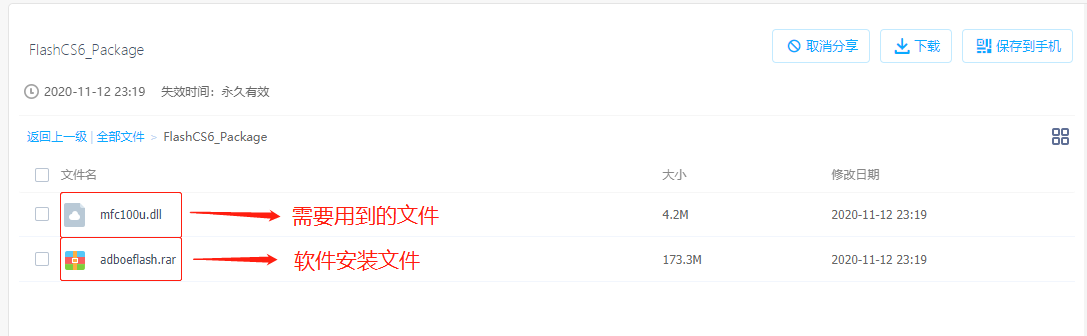 FlashCS6_Package
取消分享 下载 保存到手机
2020-11-12 23:19 失效时间：永久有效
返回上一级 | 全部文件 > FlashCS6_Package
文件名 大小 修改日期
mfc100u.dll 需要用到的文件 4.2M 2020-11-12 23:19
adboeflash.rar 软件安装文件 173.3M 2020-11-12 23:19